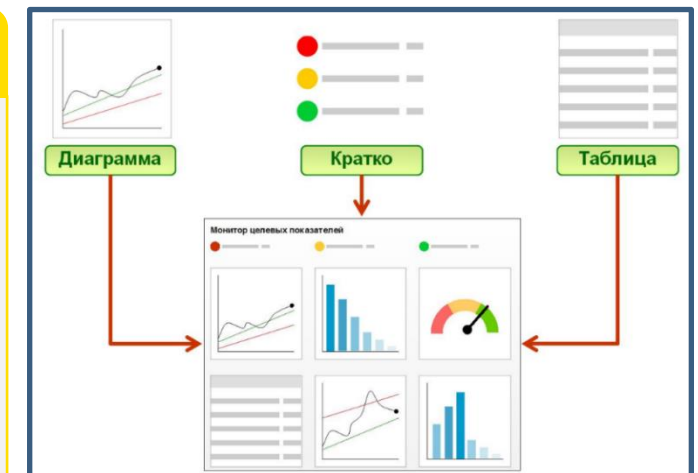 Диаграмма
Кратко
Таблица
Монитор целевых показателей